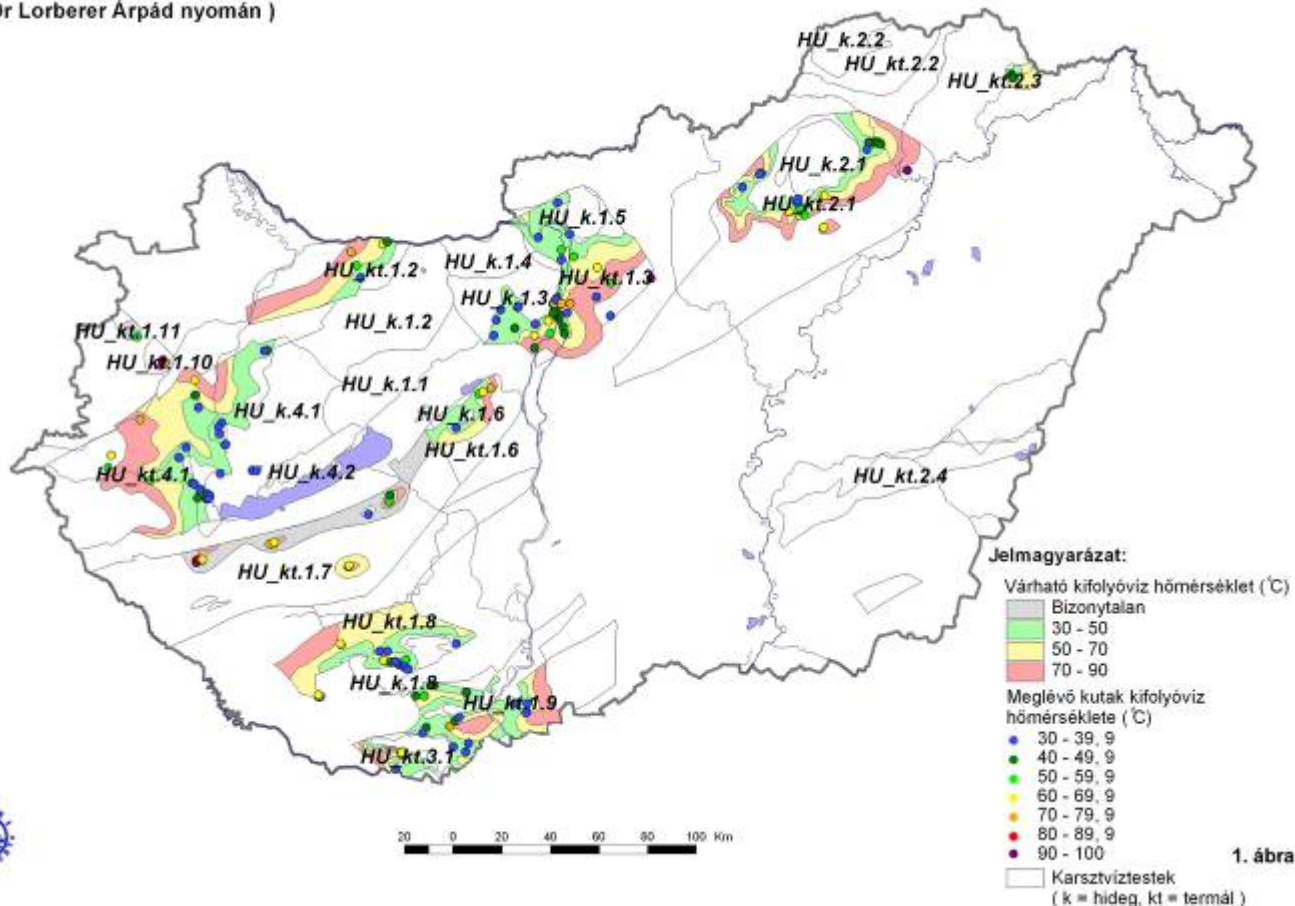 Dr Lorberer Árpád nyomán )
HU_k.2.2
HU_kt.2.2
HU_kt.2.3
HU_k.2.1
HU_kt.2.1
HU_k.1.5
HU_k.1.4
HU_kt.1.2
HU_kt.1.3
HU_k.1.3
HU_k.1.2
HU_kt.1.11
HU_kt.1.10
HU_k.1.1
HU_k.4.1
HU_k.1.6
HU_kt.1.6
HU_k.4.2
HU_kt.4.1
HU_kt.2.4
HU_kt.1.7
HU_kt.1.8
HU_k.1.8
HU_kt.1.9
HU_kt.3.1
Jelmagyarázat:
Várható kifolyóvíz hőmérséklet (°C)
Bizonytalan
30 - 50
50 - 70
70 - 90
Meglévő kutak kifolyóvíz
hőmérséklete (°C)
30 - 39, 9
40 - 49, 9
50 - 59, 9
60 - 69, 9
70 - 79, 9
80 - 89, 9
90 - 100
Karsztvíztestek
( k = hideg, kt = termál )
20 0 20 40 60 80 100 Km
1. ábra